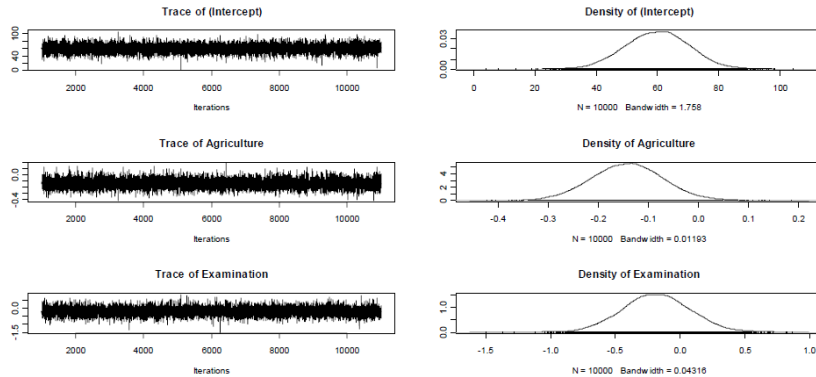 Trace of (Intercept)
Density of (Intercept)
40 100
0.00 0.03
2000 4000 6000 8000 10000
0 20 40 60 80 100
Iterations
N = 10000 Bandwidth = 1.758
Trace of Agriculture
Density of Agriculture
-0.4 0.0
0 2 4
2000 4000 6000 8000 10000
-0.4 -0.3 -0.2 -0.1 0.0 0.1 0.2
Iterations
N = 10000 Bandwidth = 0.01193
Trace of Examination
Density of Examination
-1.5 0.0
0.0 1.0
2000 4000 6000 8000 10000
-1.5 -1.0 -0.5 0.0 0.5 1.0
Iterations
N = 10000 Bandwidth = 0.04316